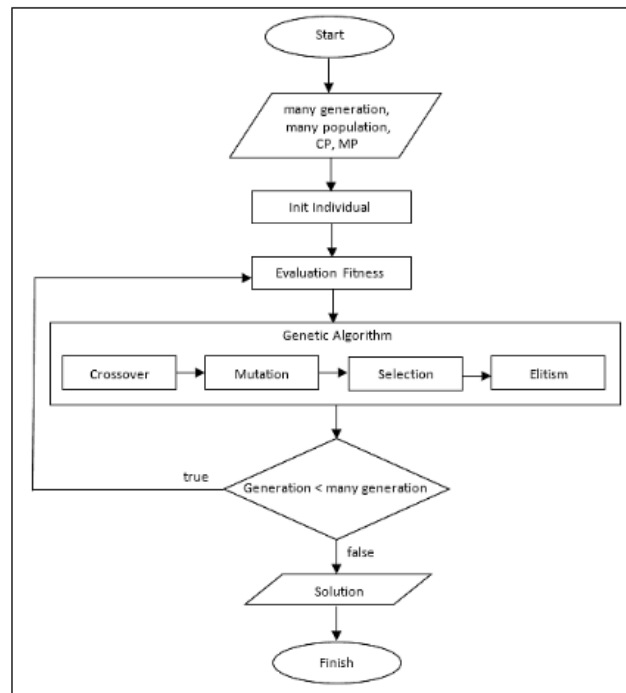 Start
many generation,
many population,
CP, MP
Init Individual
Evaluation Fitness
Genetic Algorithm
Crossover
Mutation
Selection
Elitism
true
Generation < many generation
false
Solution
Finish